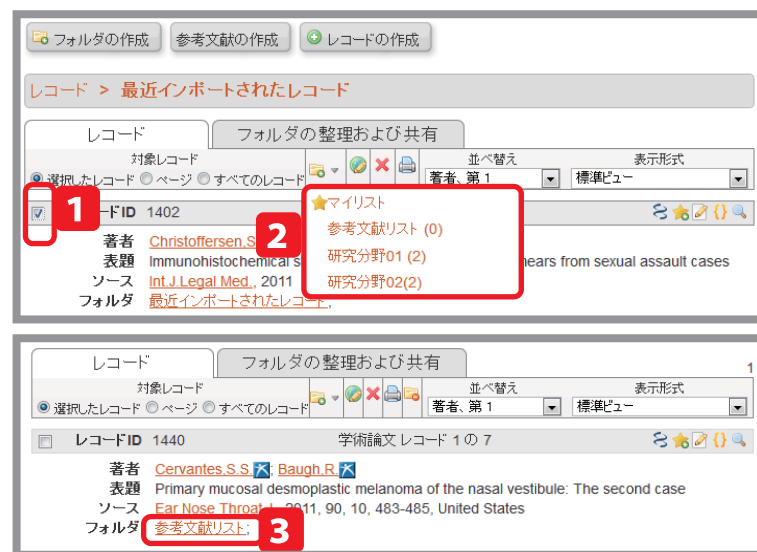 フォルダの作成 参考文献の作成 レコードの作成
レコード > 最近インポートされたレコード
レコード フォルダの整理および共有
対象レコード 並べ替え 表示形式
選択したレコード ページ すべてのレコード 著者、第 1 標準ビュー
1 ードID 1402
2
マイリスト
参考文献リスト (0)
研究分野01 (2)
研究分野02(2)
著者 Christoffersen,S
表題 Immunohistochemical s ears from sexual assault cases
ソース Int.J.Legal Med., 2011
フォルダ 最近インポートされたレコード;
レコード フォルダの整理および共有
1
対象レコード 並べ替え 表示形式
選択したレコード ページ すべてのレコード 著者、第 1 標準ビュー
レコードID 1440 学術論文 レコード 1 の 7
著者 Cervantes,S.S.; Baugh,R.
表題 Primary mucosal desmoplastic melanoma of the nasal vestibule: The second case
ソース Ear Nose Throat J., 2011, 90, 10, 483-485, United States
フォルダ 参考文献リスト;
3